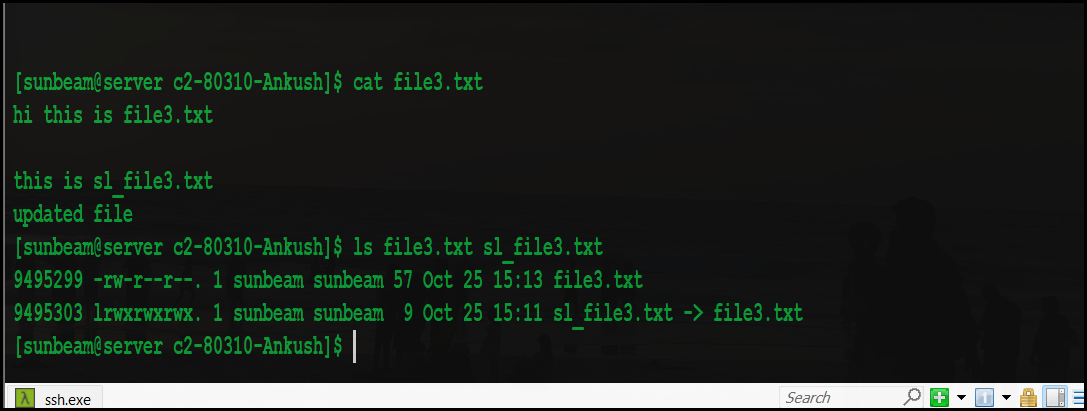 [sunbeam@server c2-80310-Ankush]$ cat file3.txt
hi this is file3.txt
this is sl_file3.txt
updated file
[sunbeam@server c2-80310-Ankush]$ ls file3.txt sl_file3.txt
9495299 -rw-r--r--. 1 sunbeam sunbeam 57 Oct 25 15:13 file3.txt
9495303 lrwxrwxrwx. 1 sunbeam sunbeam  9 Oct 25 15:11 sl_file3.txt -> file3.txt
[sunbeam@server c2-80310-Ankush]$
λ ssh.exe Search 1